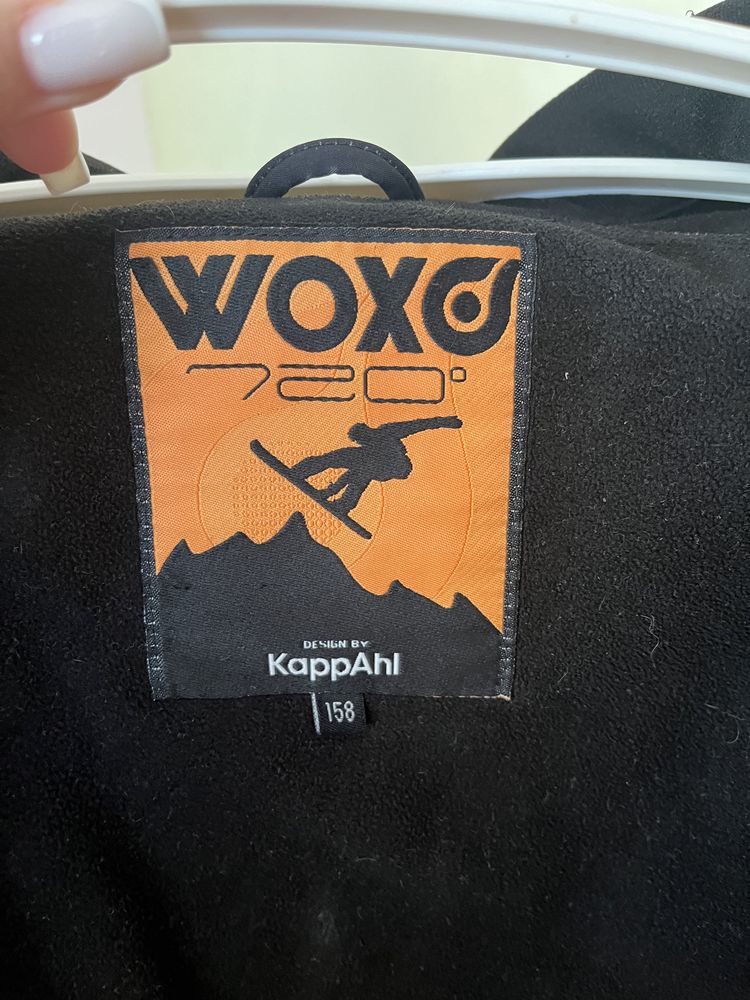 WOXO
720°
DESIGN BY
KappAhl
158